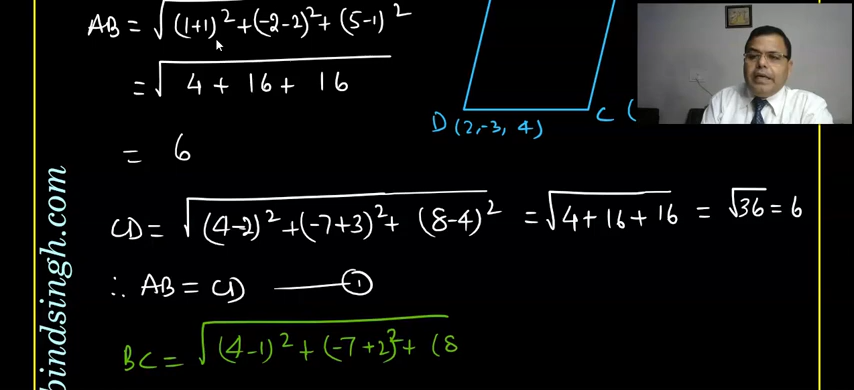 AB = √((1+1)² + (-2-2)² + (5-1)²)
= √(4 + 16 + 16)
D (2, -3, 4)
C (
= 6
CD = √((4-2)² + (-7+3)² + (8-4)²) = √(4+16+16) = √36 = 6
∴ AB = CD —— ①
BC = √((4-1)² + (-7+2)² + (8
bindsingh.com